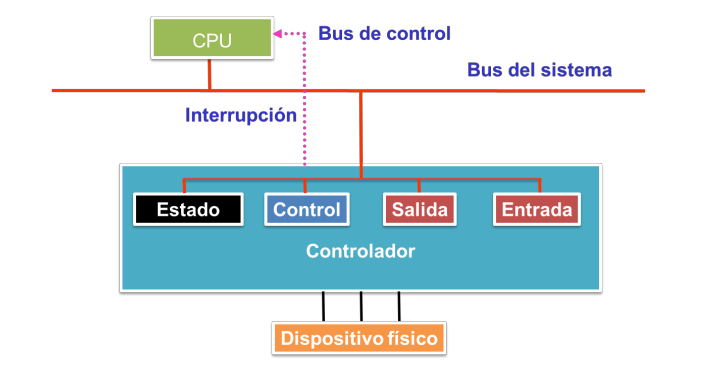 CPU
Bus de control
Bus del sistema
Interrupción
Estado
Control
Salida
Entrada
Controlador
Dispositivo físico